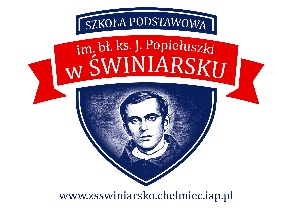 SZKOŁA PODSTAWOWA
im. bł. ks. J. Popiełuszki
w ŚWINIARSKU
www.zsswiniarsko.chelmiec.iap.pl